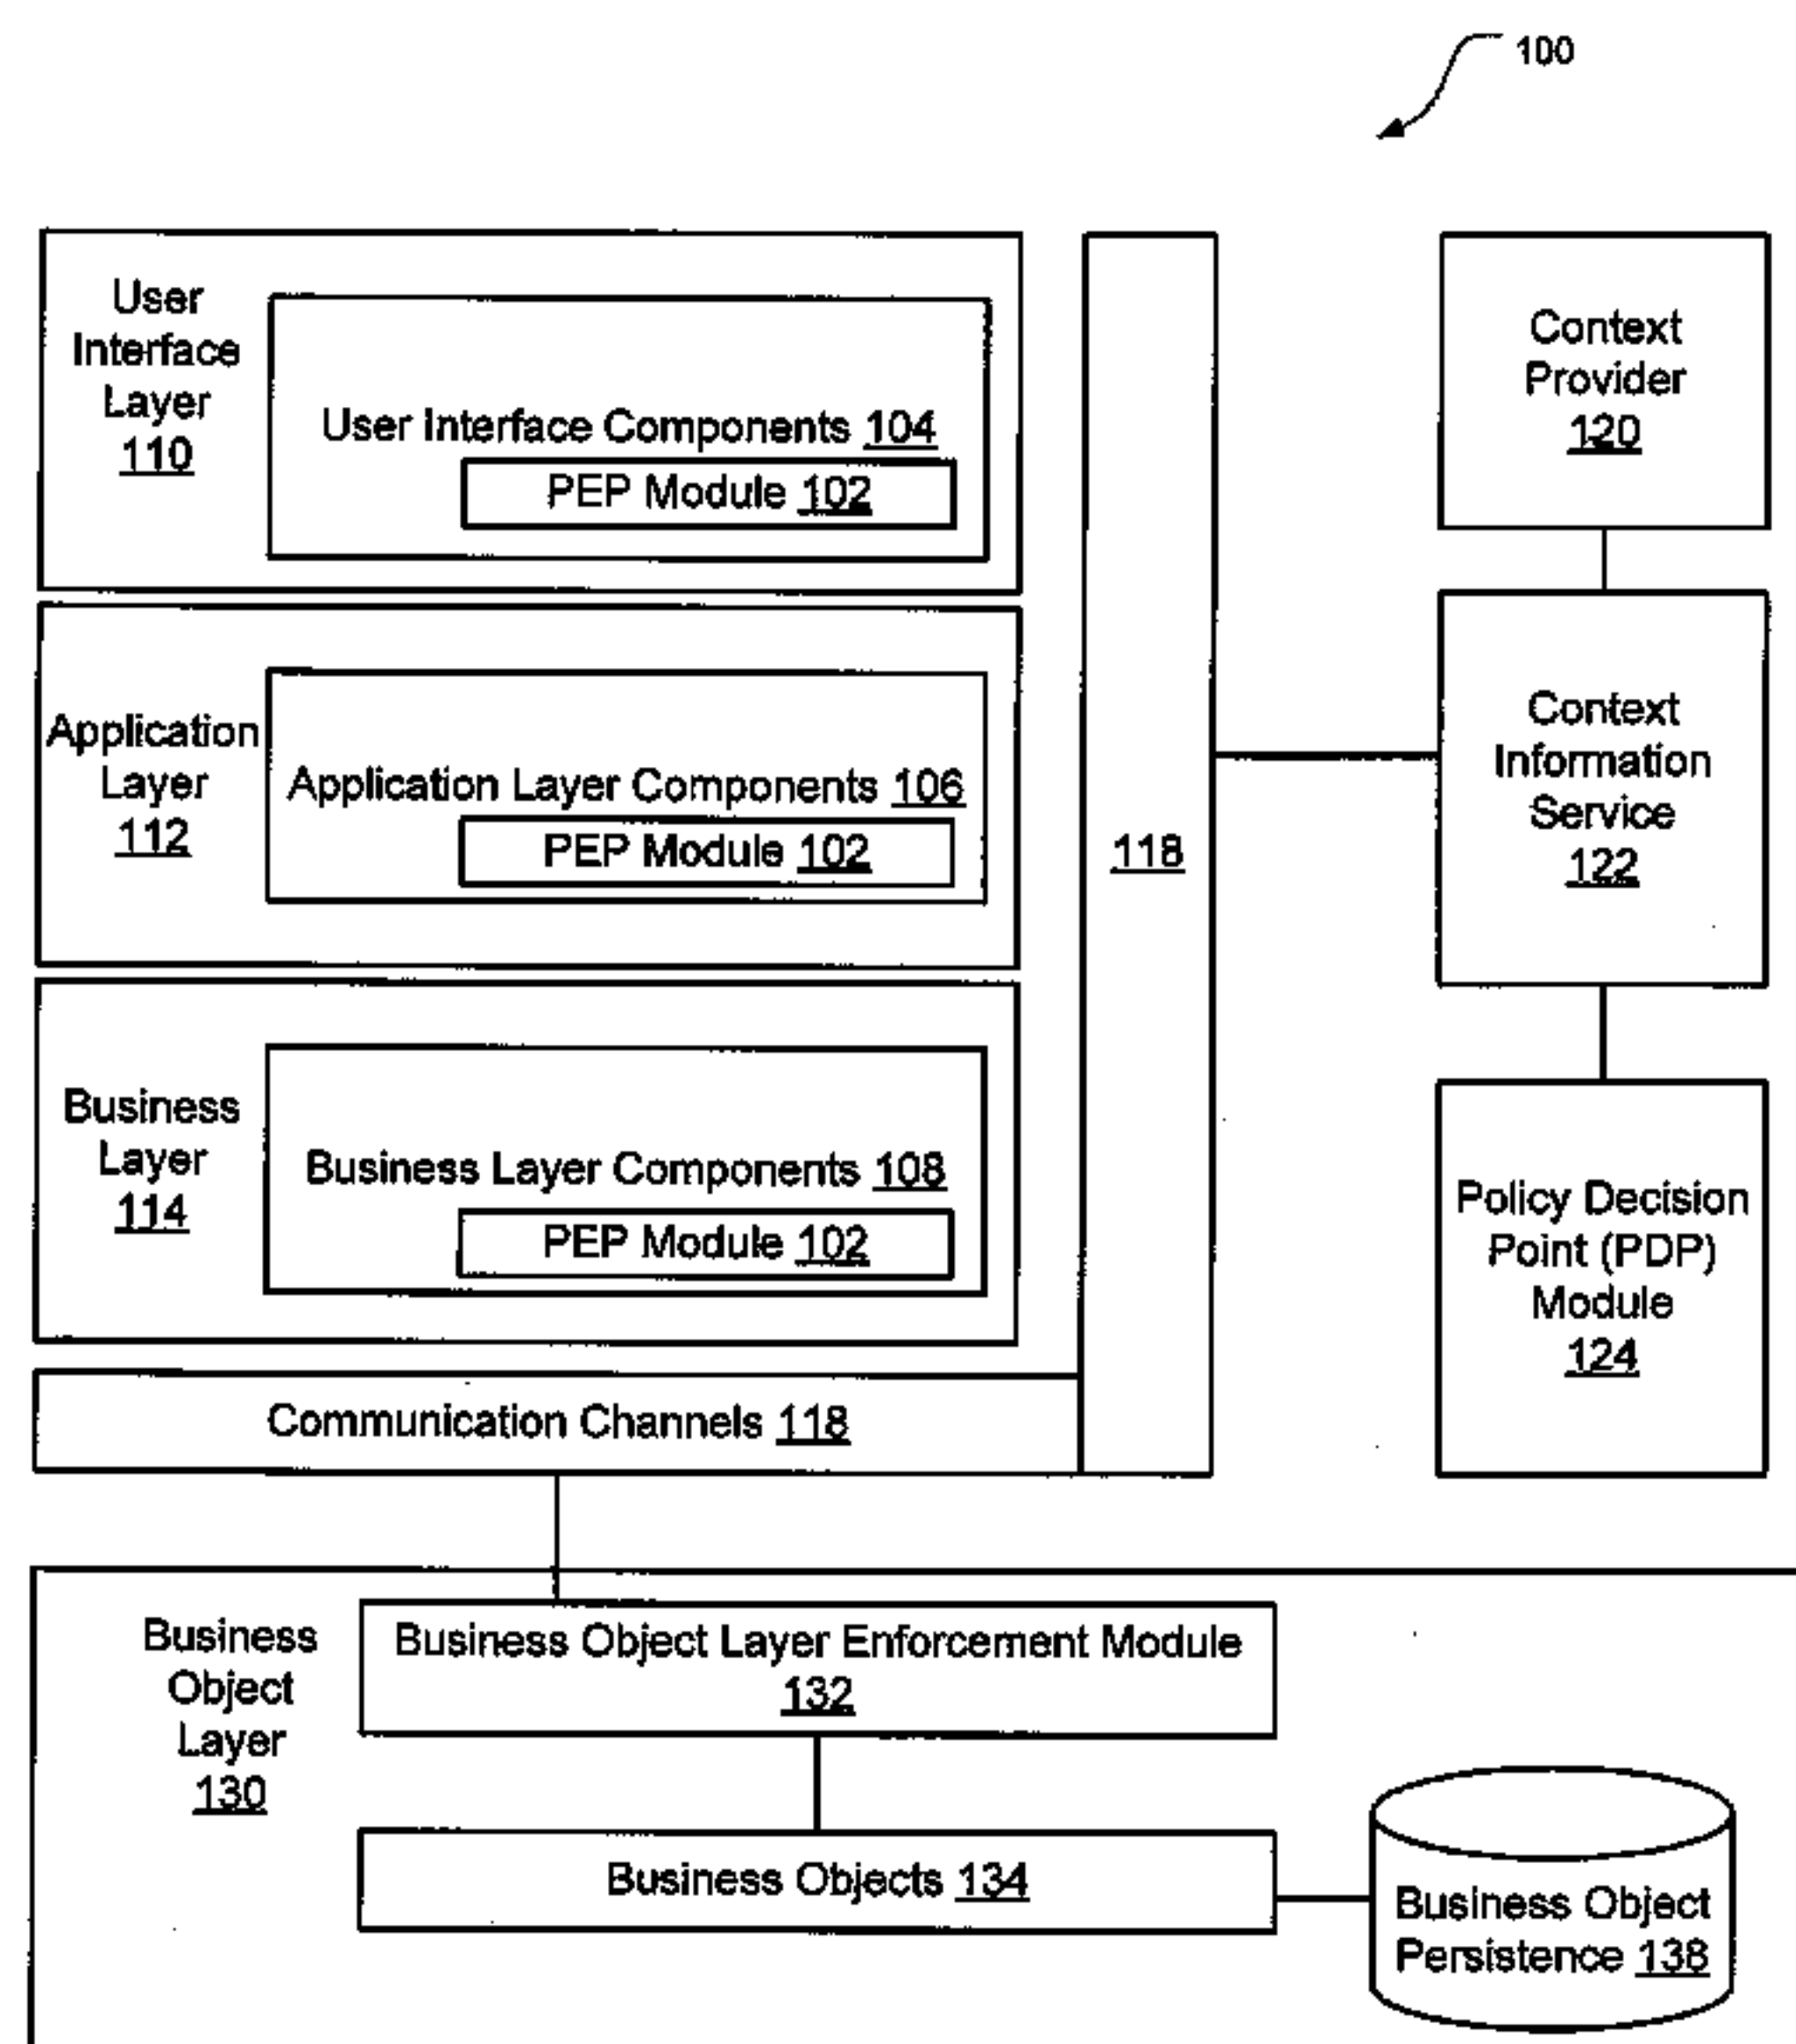 100
User
Interface
Layer
110
User Interface Components 104
PEP Module 102
Application
Layer
112
Application Layer Components 106
PEP Module 102
Business
Layer
114
Business Layer Components 108
PEP Module 102
Communication Channels 118
118
Context
Provider
120
Context
Information
Service
122
Policy Decision
Point (PDP)
Module
124
Business
Object
Layer
130
Business Object Layer Enforcement Module
132
Business Objects 134
Business Object
Persistence 138